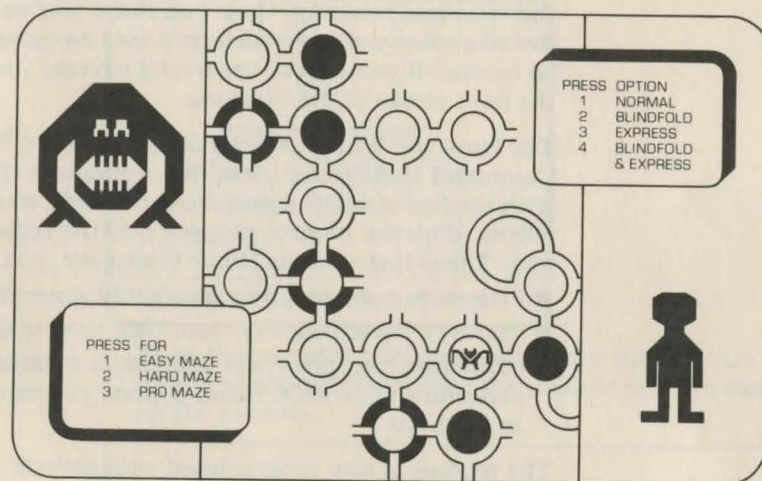 PRESS OPTION
1 NORMAL
2 BLINDFOLD
3 EXPRESS
4 BLINDFOLD
& EXPRESS
PRESS FOR
1 EASY MAZE
2 HARD MAZE
3 PRO MAZE